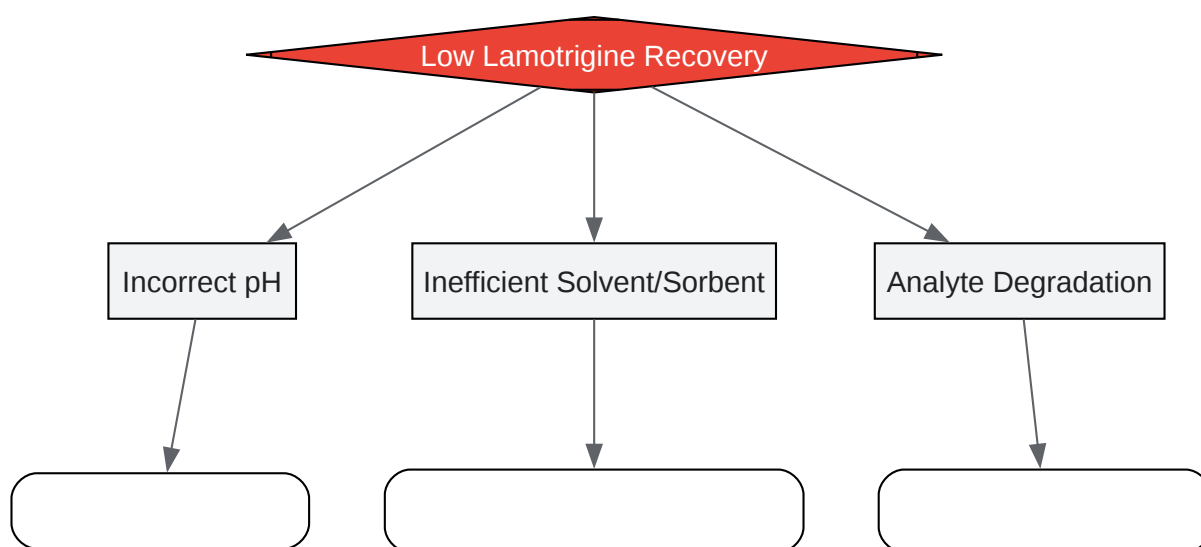 Low Lamotrigine Recovery
Incorrect pH
Inefficient Solvent/Sorbent
Analyte Degradation